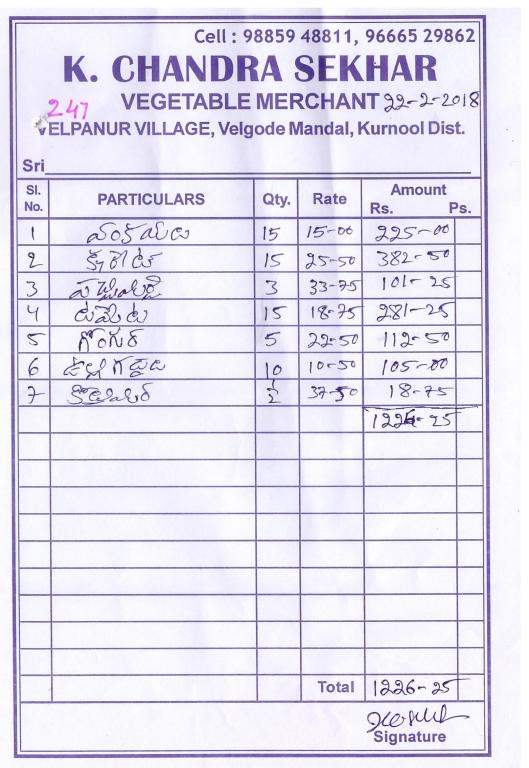 Cell : 98859 48811, 96665 29862
K. CHANDRA SEKHAR
VEGETABLE MERCHANT 22-2-2018
247
VELPANUR VILLAGE, Velgode Mandal, Kurnool Dist.
Sri
Sl. No. PARTICULARS Qty. Rate Amount Rs. Ps.
1 వంకాయలు 15 15-00 225-00
2 క్యారెట్ 15 25-50 382-50
3 పచ్చిమిర్చి 3 33-75 101-25
4 టమోట 15 18-75 281-25
5 గోంగుర 5 22-50 112-50
6 ఉల్లిగడ్డలు 10 10-50 105-00
7 కొతిమీర ½ 37-50 18-75
1226-25
Total 1226-25
Signature